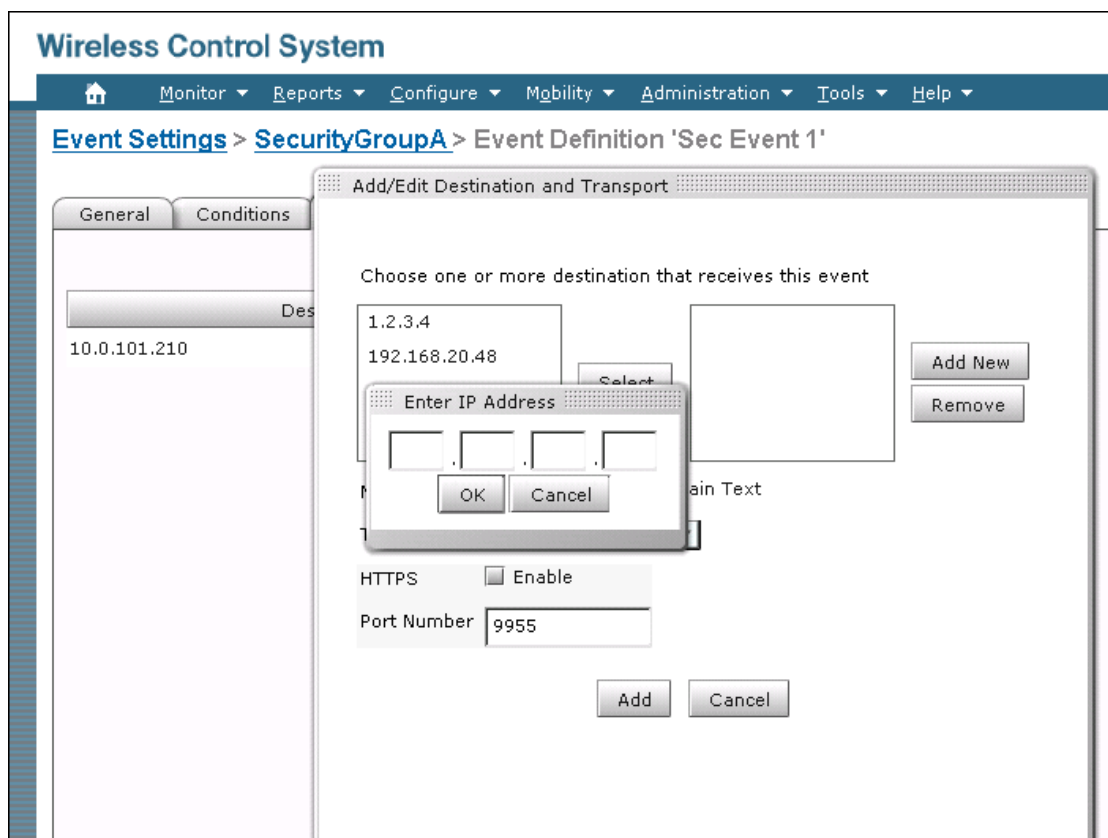 Wireless Control System
Monitor Reports Configure Mobility Administration Tools Help
Event Settings > SecurityGroupA > Event Definition 'Sec Event 1'
Add/Edit Destination and Transport
General Conditions
Choose one or more destination that receives this event
Des
1.2.3.4
10.0.101.210
192.168.20.48
Add New
Select
Enter IP Address
Remove
. . .
OK Cancel
ain Text
HTTPS Enable
Port Number 9955
Add Cancel